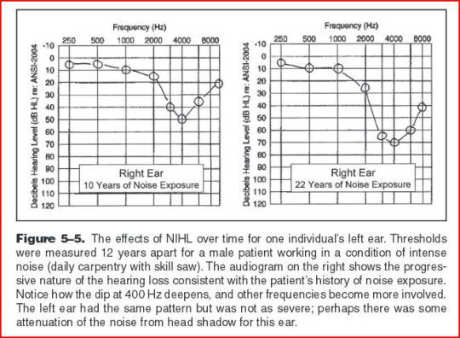 Frequency (Hz)
250 500 1000 2000 4000 8000
Decibels Hearing Level (dB HL) re: ANSI-2004
-10
0
10
20
30
40
50
60
70
80
90
100
110
120
Right Ear
10 Years of Noise Exposure
Frequency (Hz)
250 500 1000 2000 4000 8000
Decibels Hearing Level (dB HL) re: ANSI-2004
-10
0
10
20
30
40
50
60
70
80
90
100
110
120
Right Ear
22 Years of Noise Exposure
Figure 5–5. The effects of NIHL over time for one individual's left ear. Thresholds
were measured 12 years apart for a male patient working in a condition of intense
noise (daily carpentry with skill saw). The audiogram on the right shows the progres-
sive nature of the hearing loss consistent with the patient's history of noise exposure.
Notice how the dip at 400 Hz deepens, and other frequencies become more involved.
The left ear had the same pattern but was not as severe; perhaps there was some
attenuation of the noise from head shadow for this ear.